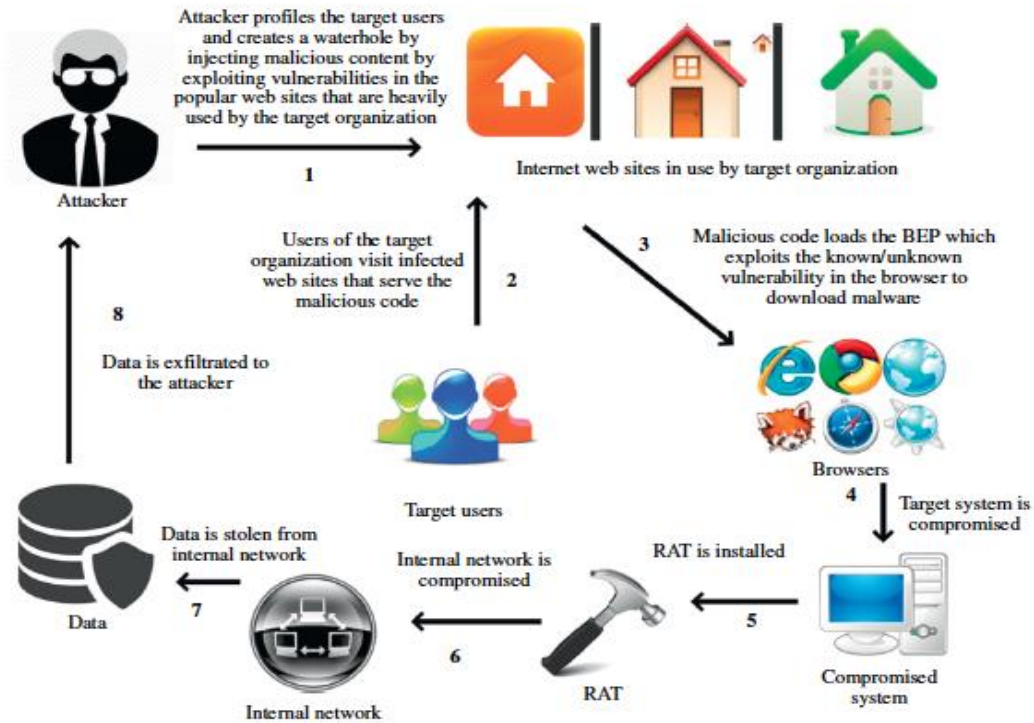 Attacker profiles the target users
and creates a waterhole by
injecting malicious content by
exploiting vulnerabilities in the
popular web sites that are heavily
used by the target organization
1
Attacker
Internet web sites in use by target organization
Users of the target
organization visit infected
web sites that serve the
malicious code
2
3
Malicious code loads the BEP which
exploits the known/unknown
vulnerability in the browser to
download malware
8
Data is exfiltrated to
the attacker
Browsers
4
Target system is
compromised
Target users
Data is stolen from
internal network
7
Data
Internal network is
compromised
6
RAT is installed
5
RAT
Compromised
system
Internal network